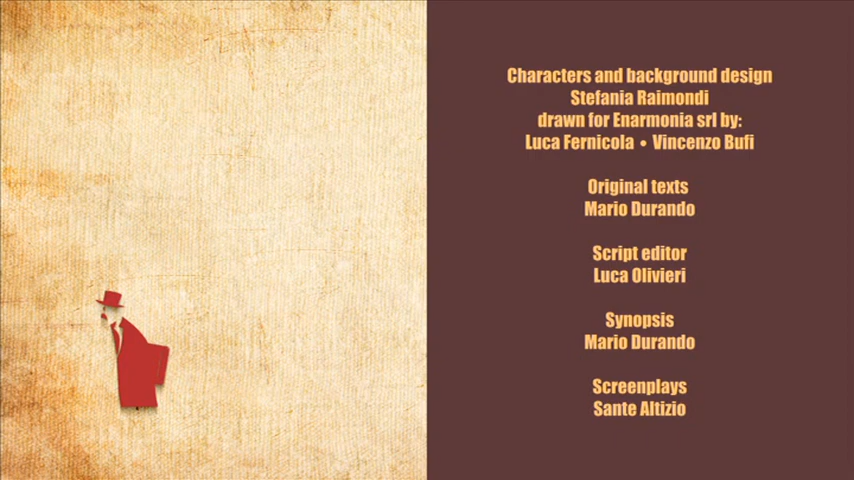 Characters and background design
Stefania Raimondi
drawn for Enarmonia srl by:
Luca Fernicola • Vincenzo Bufi
Original texts
Mario Durando
Script editor
Luca Olivieri
Synopsis
Mario Durando
Screenplays
Sante Altizio